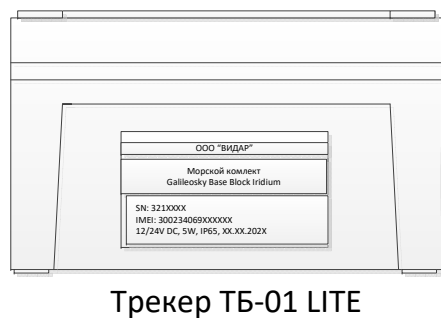 ООО "ВИДАР"
Морской комлект
Galileosky Base Block Iridium
SN: 321XXXX
IMEI: 300234069XXXXXX
12/24V DC, 5W, IP65, XX.XX.202X
Трекер ТБ-01 LITE